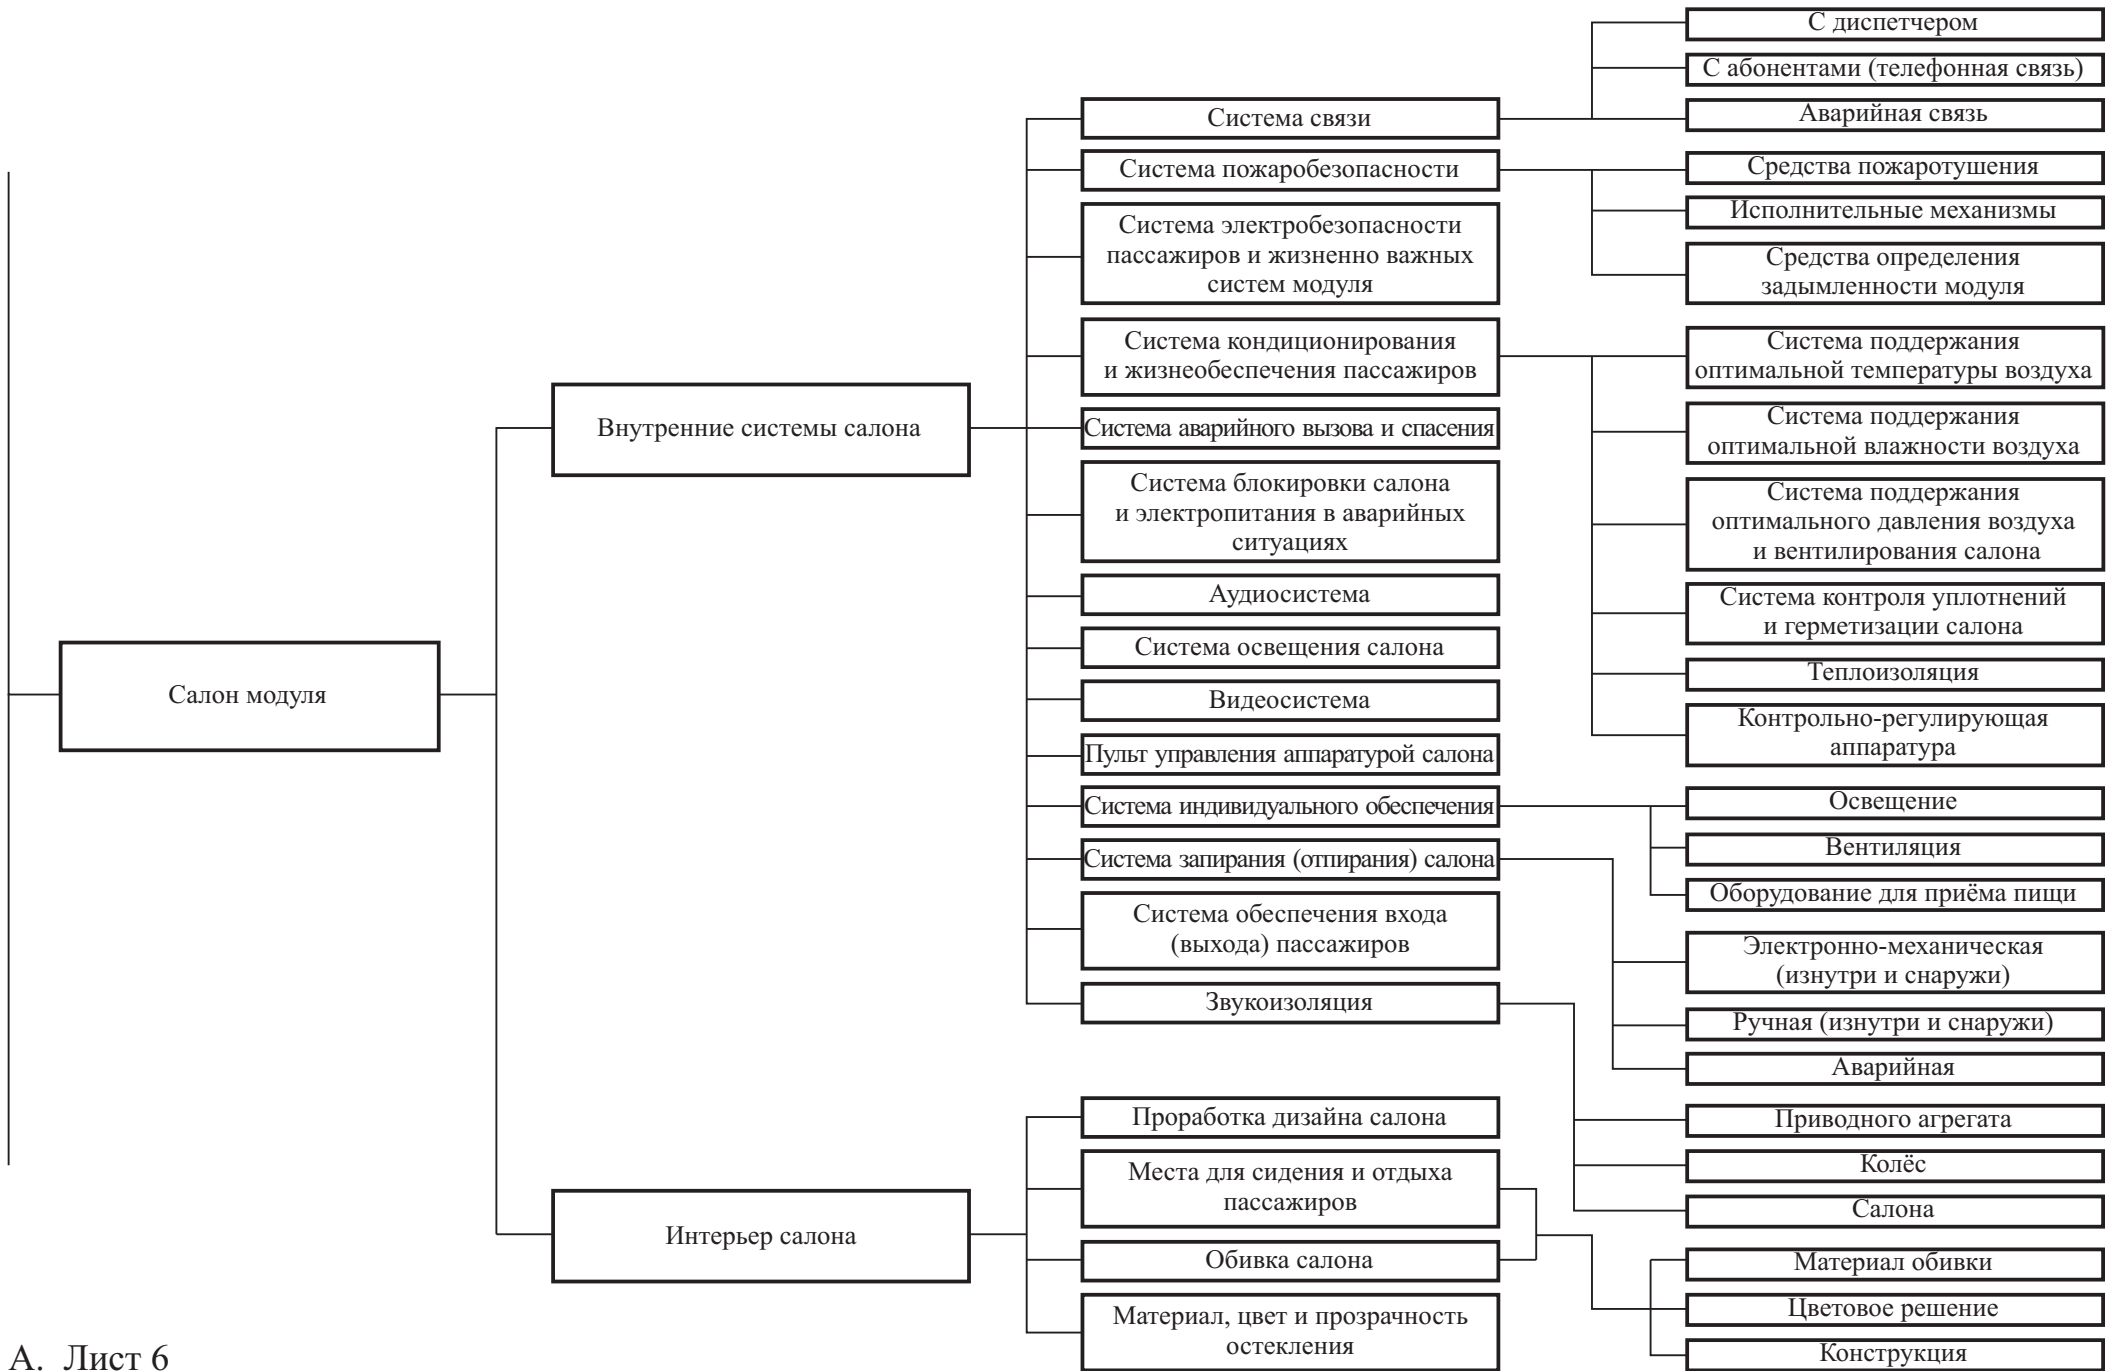 Салон модуля
Внутренние системы салона
Интерьер салона
Система связи
Система пожаробезопасности
Система электробезопасности
пассажиров и жизненно важных
систем модуля
Система кондиционирования
и жизнеобеспечения пассажиров
Система аварийного вызова и спасения
Система блокировки салона
и электропитания в аварийных
ситуациях
Аудиосистема
Система освещения салона
Видеосистема
Пульт управления аппаратурой салона
Система индивидуального обеспечения
Система запирания (отпирания) салона
Система обеспечения входа
(выхода) пассажиров
Звукоизоляция
Проработка дизайна салона
Места для сидения и отдыха
пассажиров
Обивка салона
Материал, цвет и прозрачность
остекления
С диспетчером
С абонентами (телефонная связь)
Аварийная связь
Средства пожаротушения
Исполнительные механизмы
Средства определения
задымленности модуля
Система поддержания
оптимальной температуры воздуха
Система поддержания
оптимальной влажности воздуха
Система поддержания
оптимального давления воздуха
и вентилирования салона
Система контроля уплотнений
и герметизации салона
Теплоизоляция
Контрольно-регулирующая
аппаратура
Освещение
Вентиляция
Оборудование для приёма пищи
Электронно-механическая
(изнутри и снаружи)
Ручная (изнутри и снаружи)
Аварийная
Приводного агрегата
Колёс
Салона
Материал обивки
Цветовое решение
Конструкция
А. Лист 6